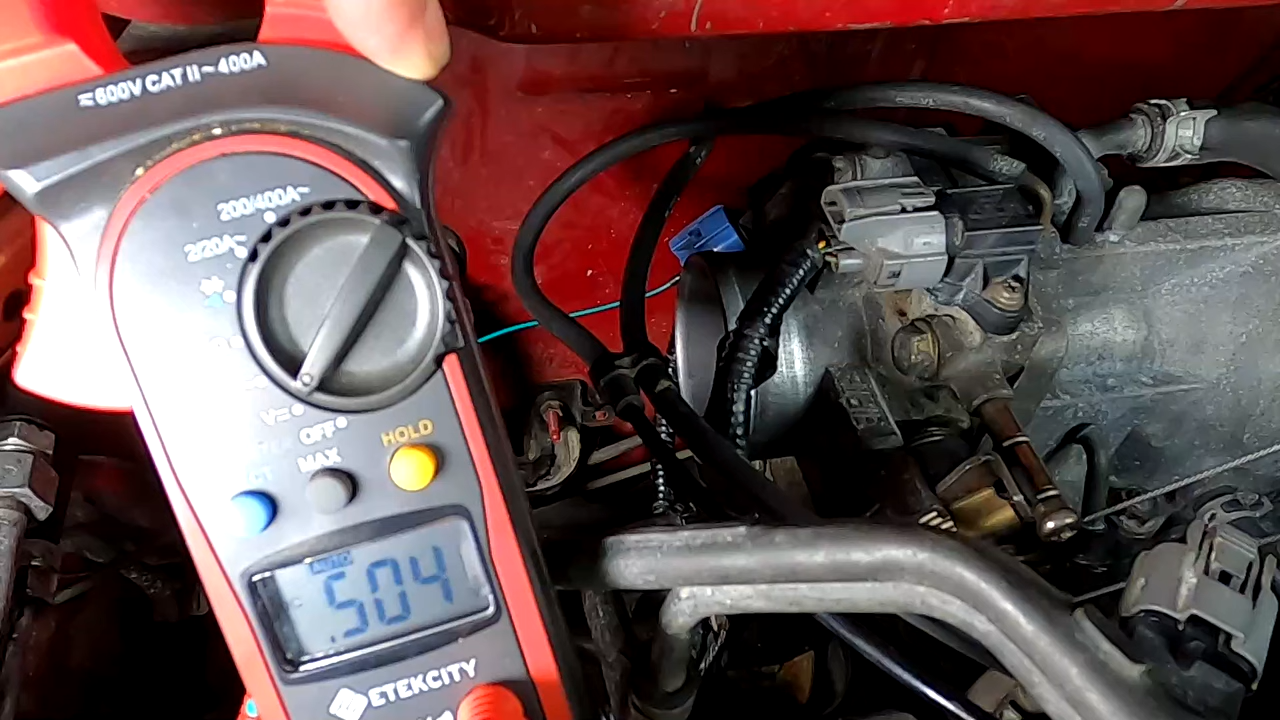 ⎓600V CAT II~400A
200/400A~
2/20A~
V⎓
OFF
HOLD
MAX
AUTO
.504
ETEKCITY